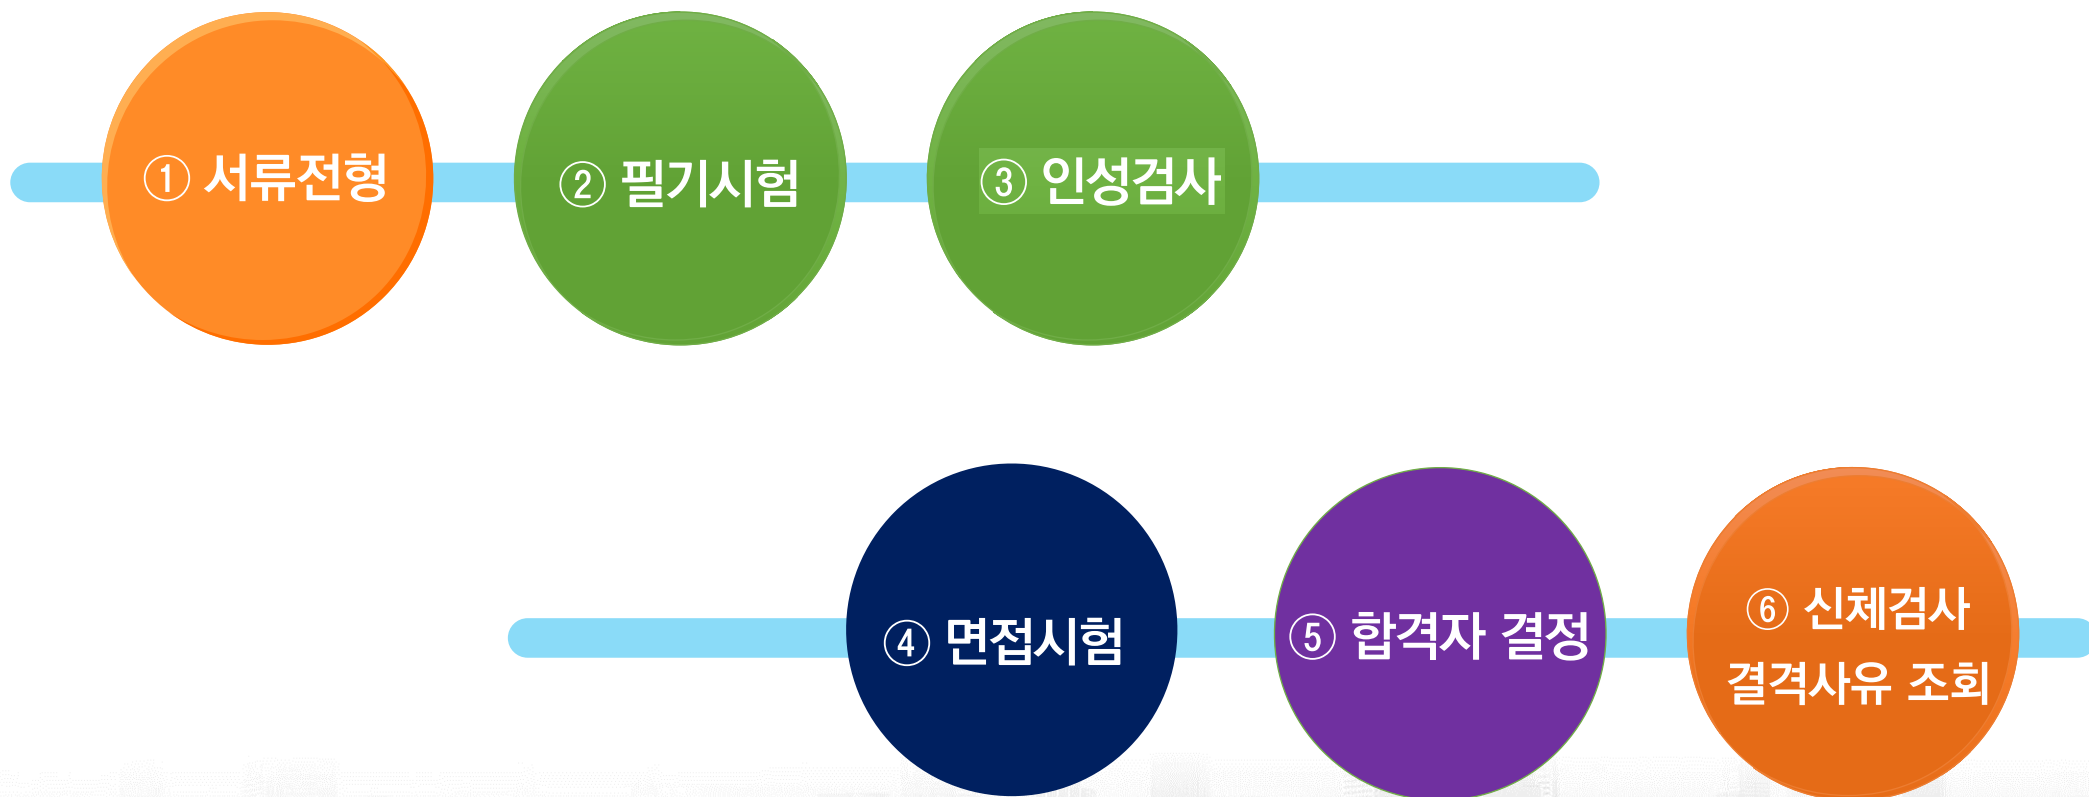 ① 서류전형
② 필기시험
③ 인성검사
④ 면접시험
⑤ 합격자 결정
⑥ 신체검사
결격사유 조회